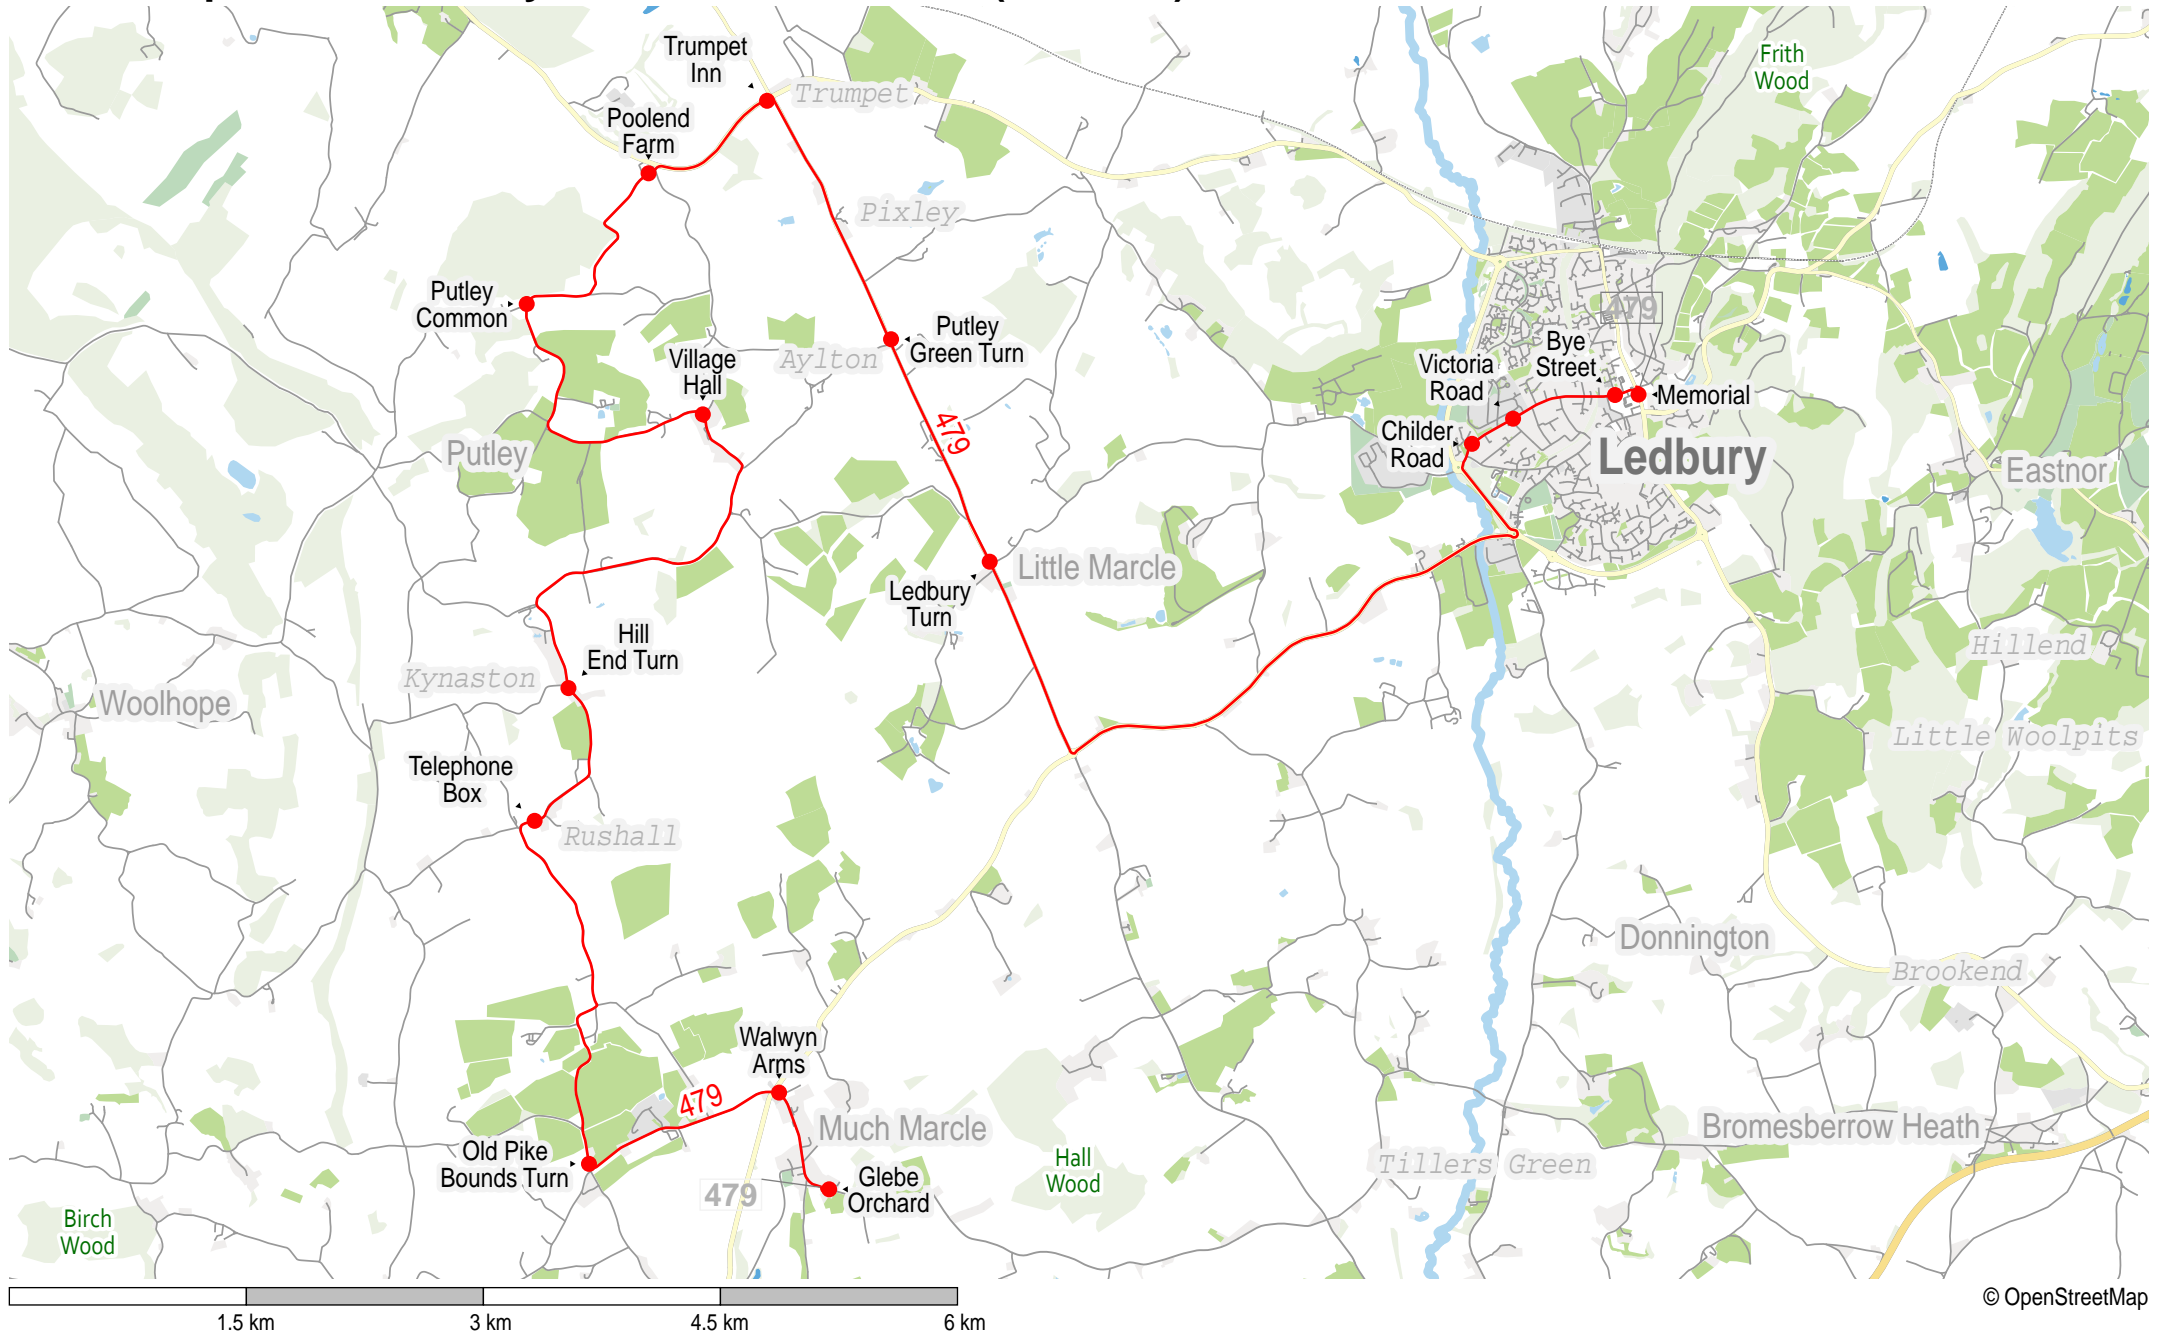 Trumpet
Inn
Trumpet
Frith
Wood
Poolend
Farm
Pixley
Putley
Common
479
Putley
Green Turn
Village
Hall
Aylton
Bye
Street
Victoria
Road
Memorial
479
Childer
Road
Putley
Ledbury
Eastnor
Little Marcle
Ledbury
Turn
Hill
End Turn
Hillend
Kynaston
Woolhope
Little Woolpits
Telephone
Box
Rushall
Donnington
Brookend
Walwyn
Arms
479
Much Marcle
Bromesberrow Heath
Old Pike
Bounds Turn
Tillers Green
Hall
Wood
479
Glebe
Orchard
Birch
Wood
© OpenStreetMap
1.5 km
3 km
4.5 km
6 km